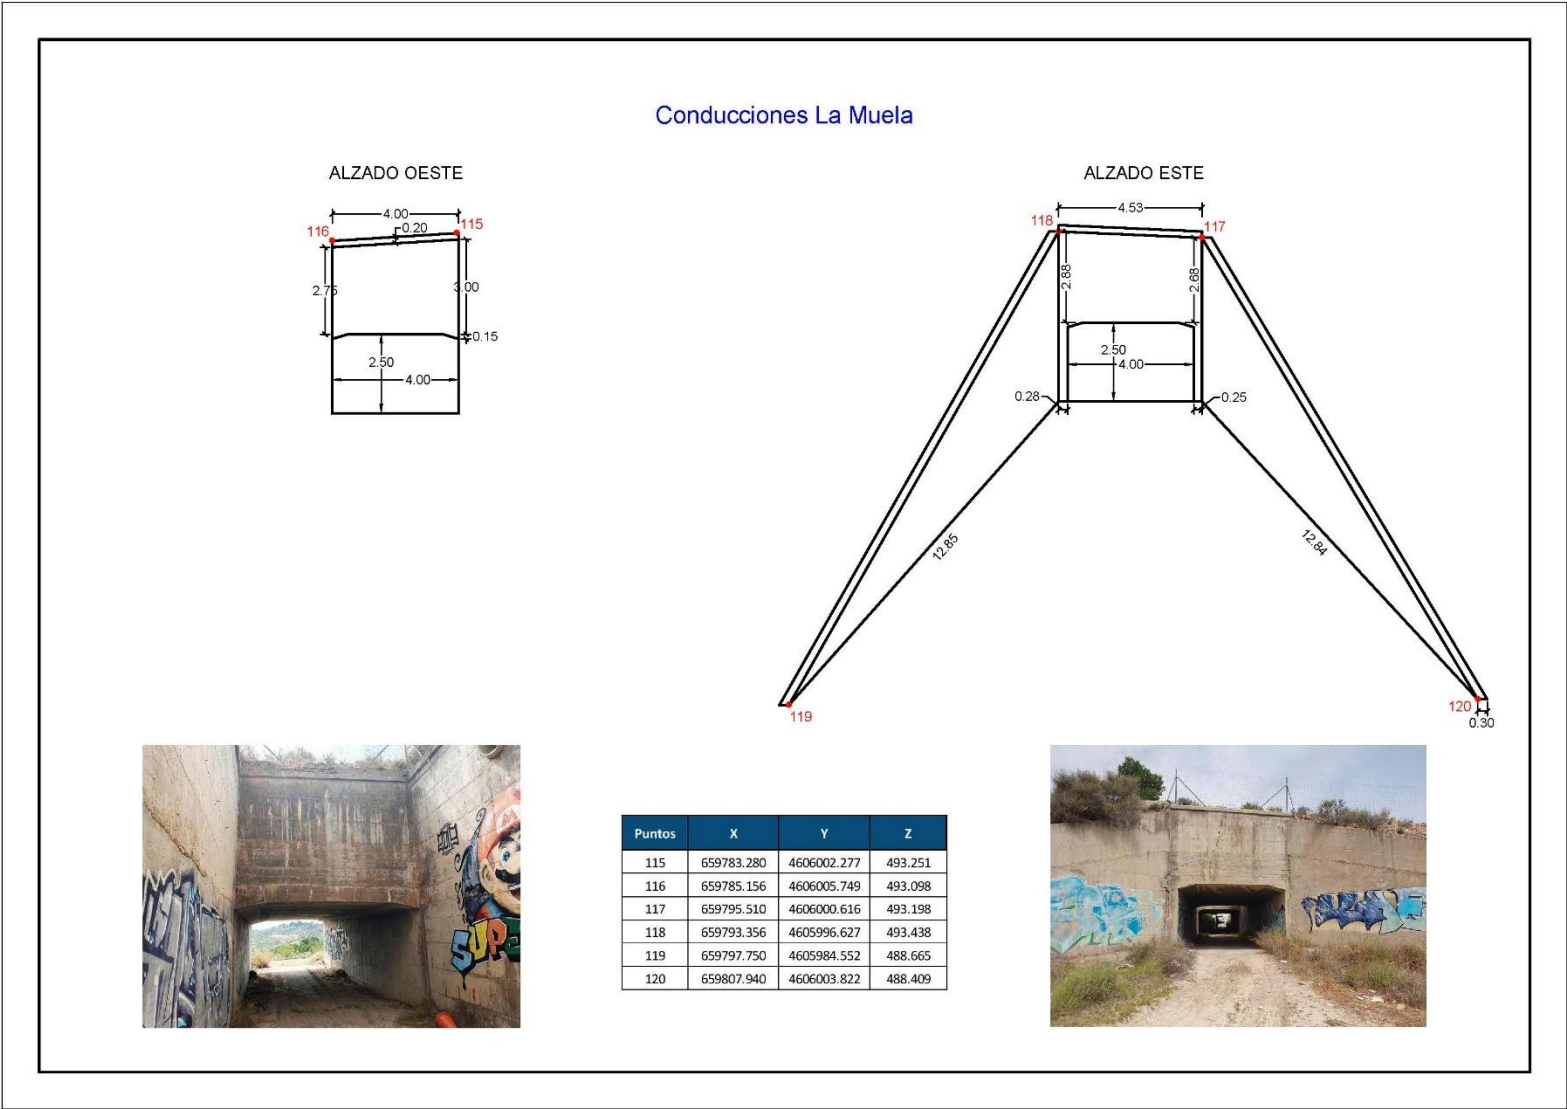 Conducciones La Muela
ALZADO OESTE
4.00
0.20
116
115
2.75
3.00
0.15
2.50
4.00
ALZADO ESTE
4.53
118
117
2.88
2.68
2.50
4.00
0.28
0.25
12.85
12.84
119
120
0.30
Puntos X Y Z
115 659783.280 4606002.277 493.251
116 659785.156 4606005.749 493.098
117 659795.510 4606000.616 493.198
118 659793.356 4605996.627 493.438
119 659797.750 4605984.552 488.665
120 659807.940 4606003.822 488.409